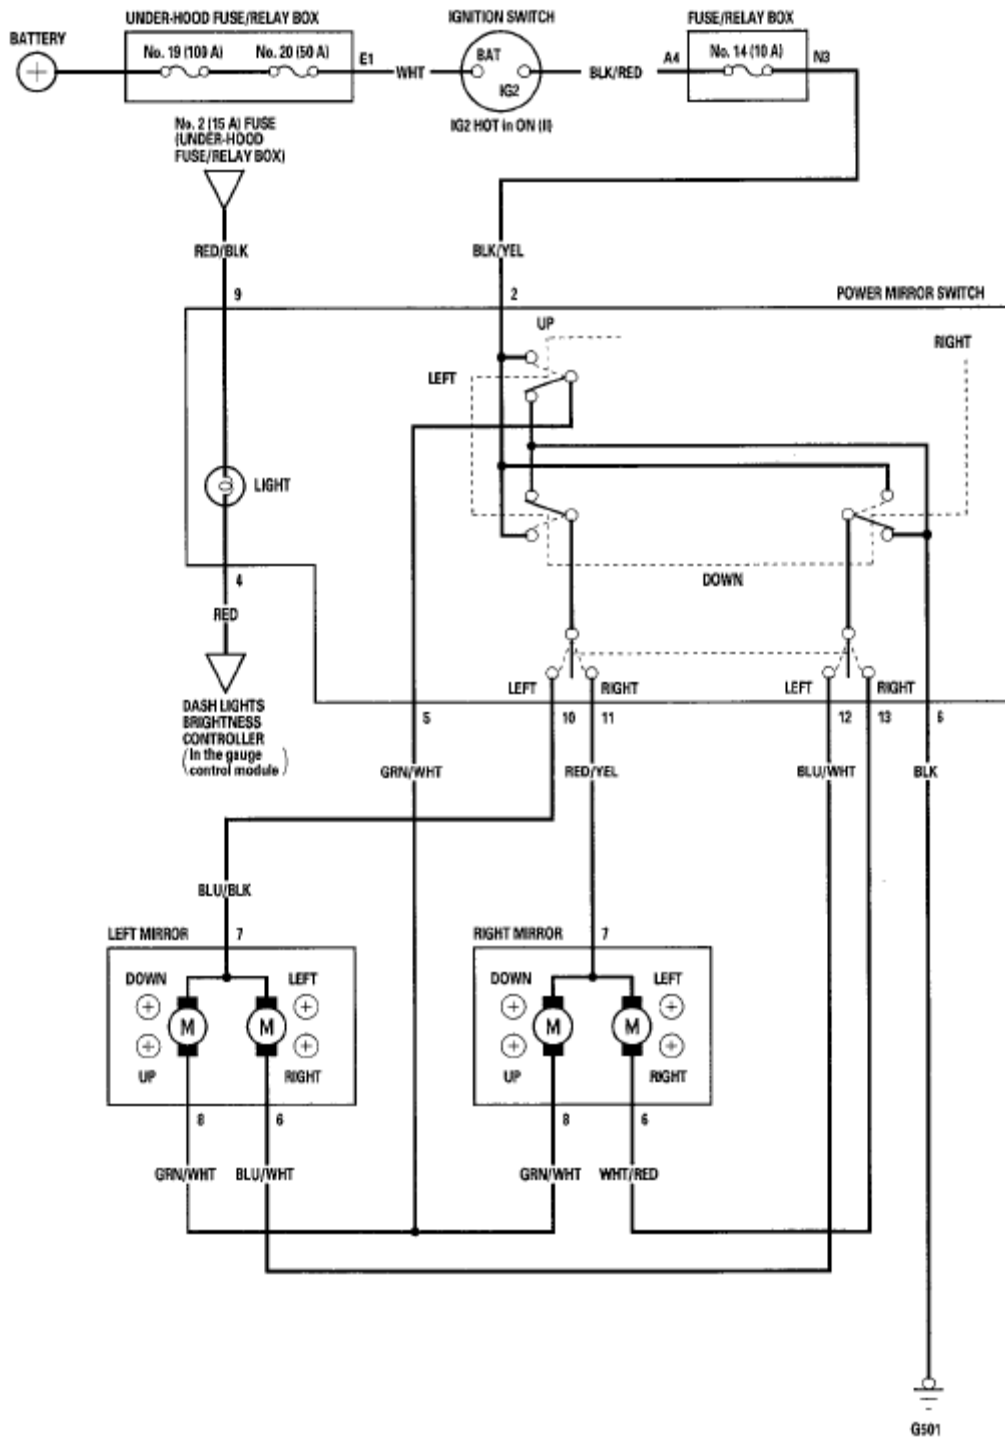 BATTERY
UNDER-HOOD FUSE/RELAY BOX
No. 19 (100 A)
No. 20 (50 A)
E1
WHT
IGNITION SWITCH
BAT
IG2
IG2 HOT in ON (II)
BLK/RED
A4
FUSE/RELAY BOX
No. 14 (10 A)
N3
No. 2 (15 A) FUSE
(UNDER-HOOD
FUSE/RELAY BOX)
RED/BLK
BLK/YEL
9
2
POWER MIRROR SWITCH
UP
RIGHT
LEFT
LIGHT
DOWN
4
RED
LEFT
RIGHT
LEFT
RIGHT
DASH LIGHTS
BRIGHTNESS
CONTROLLER
(In the gauge
control module)
5
10
11
12
13
6
GRN/WHT
RED/YEL
BLU/WHT
BLK
BLU/BLK
LEFT MIRROR
7
RIGHT MIRROR
7
DOWN
LEFT
DOWN
LEFT
M
M
M
M
UP
RIGHT
UP
RIGHT
8
6
8
6
GRN/WHT
BLU/WHT
GRN/WHT
WHT/RED
G501